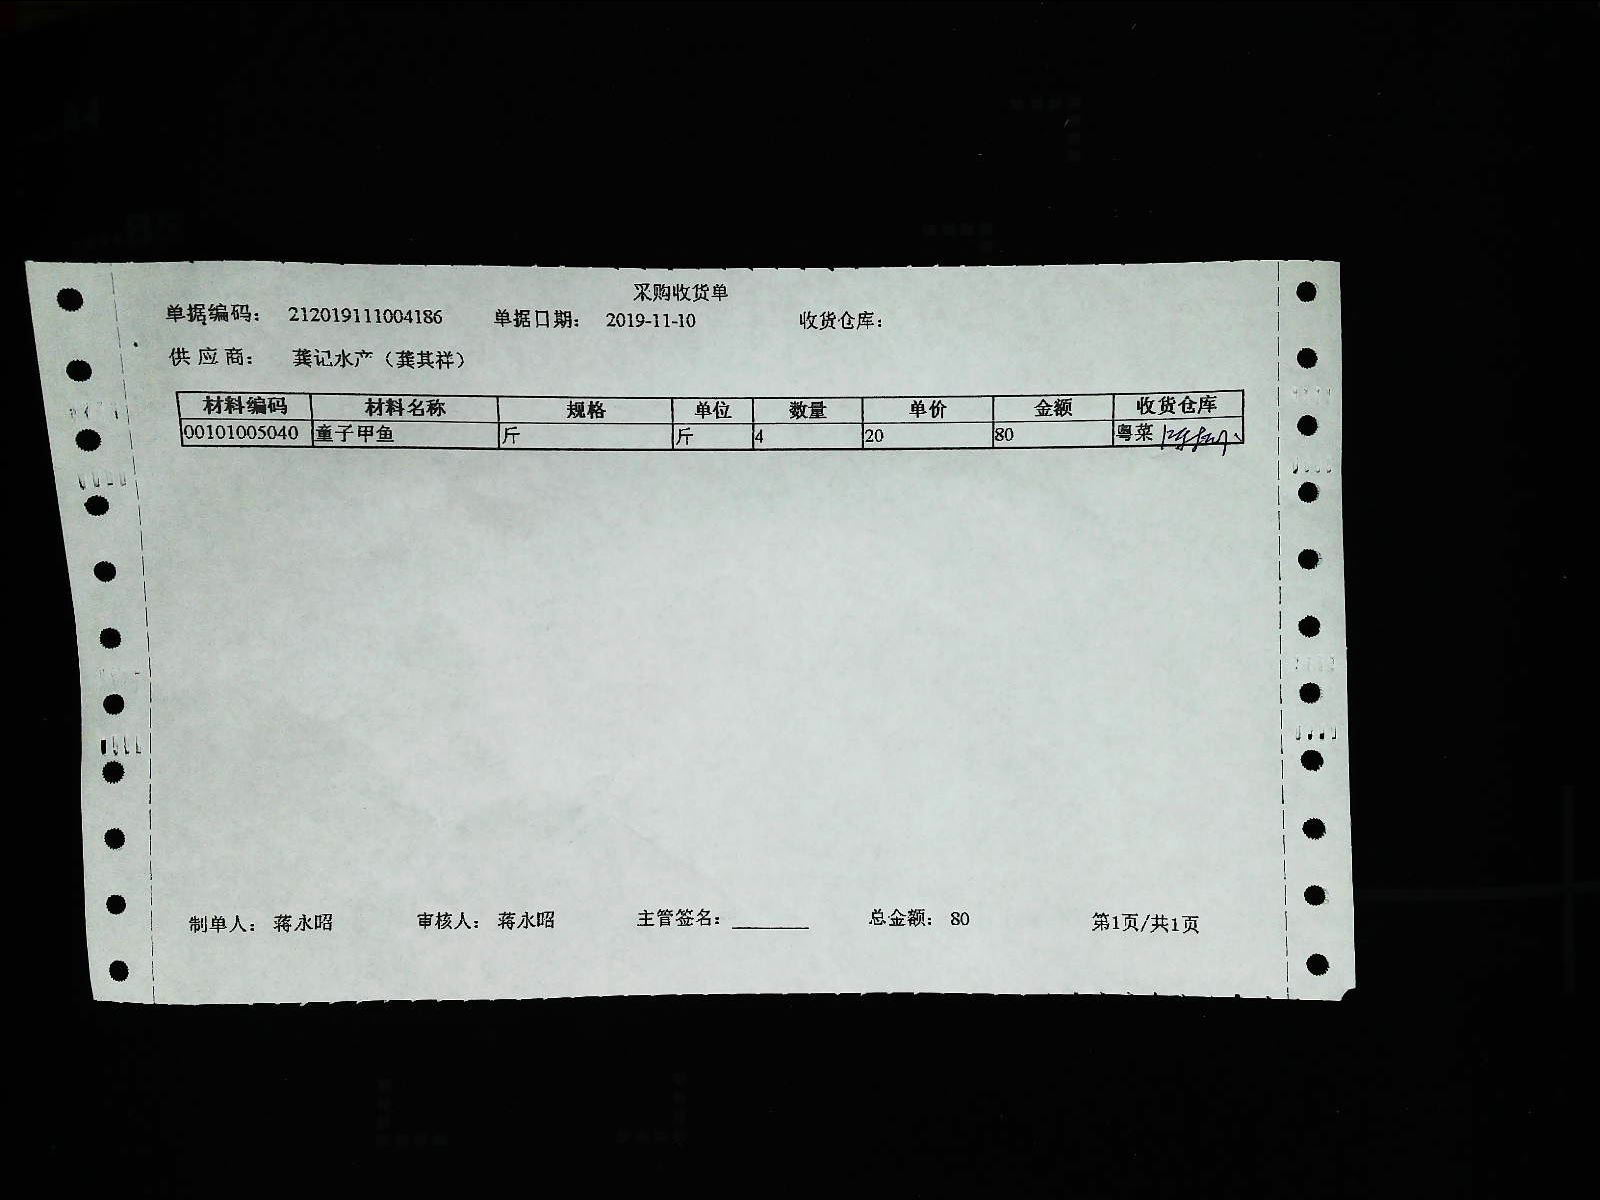 采购收货单
单据编码： 212019111004186 单据日期： 2019-11-10 收货仓库：
供 应 商： 龚记水产（龚其祥）
材料编码 材料名称 规格 单位 数量 单价 金额 收货仓库
00101005040 童子甲鱼 斤 斤 4 20 80 粤菜
制单人： 蒋永昭 审核人： 蒋永昭 主管签名：________ 总金额： 80 第1页/共1页